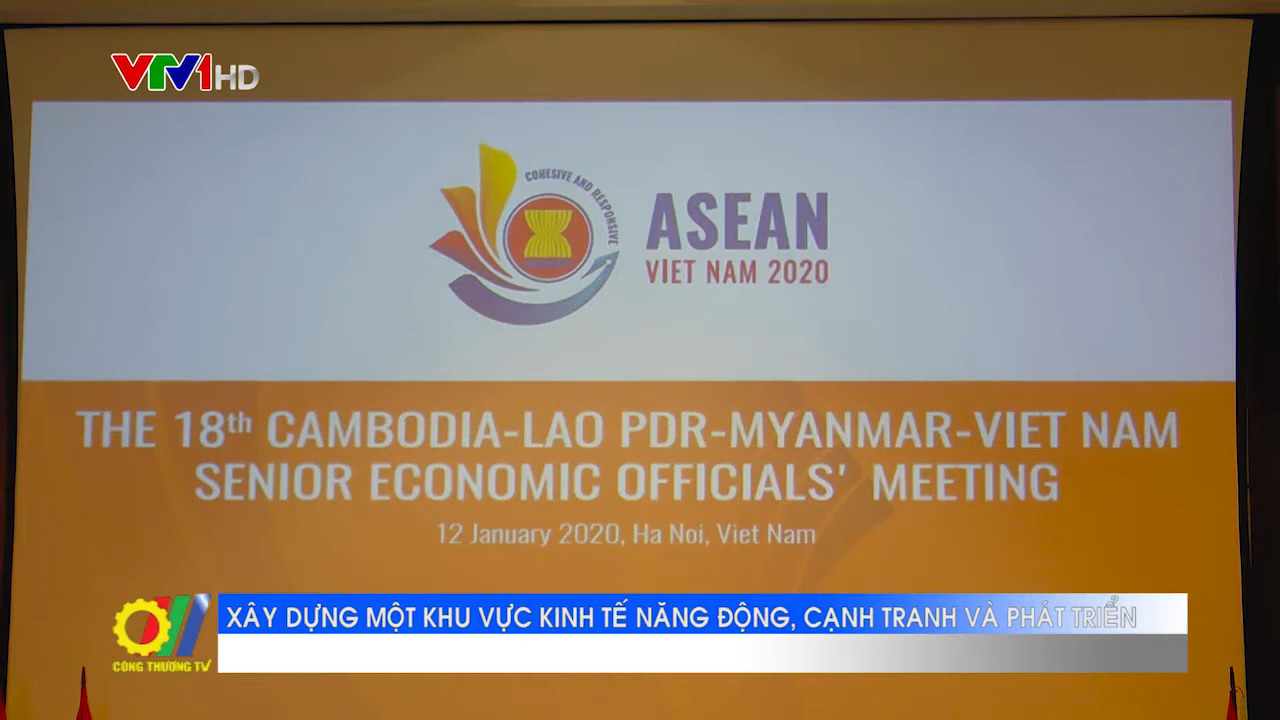 VTV1HD
COHESIVE AND RESPONSIVE
ASEAN
VIET NAM 2020
THE 18th CAMBODIA-LAO PDR-MYANMAR-VIET NAM
SENIOR ECONOMIC OFFICIALS' MEETING
12 January 2020, Ha Noi, Viet Nam
XÂY DỰNG MỘT KHU VỰC KINH TẾ NĂNG ĐỘNG, CẠNH TRANH VÀ PHÁT TRIỂN
CÔNG THƯƠNG TV